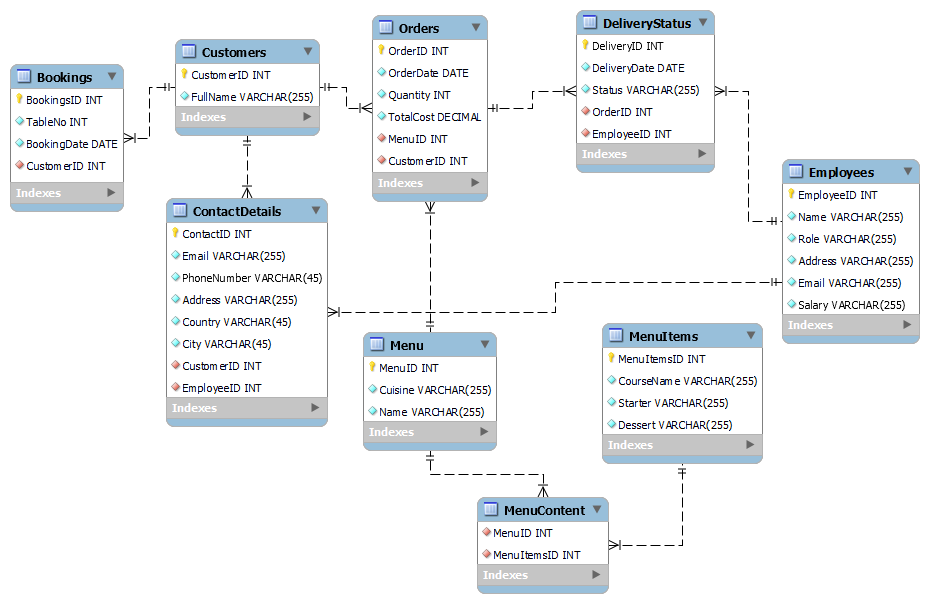 Bookings
BookingsID INT
TableNo INT
BookingDate DATE
CustomerID INT
Indexes
Customers
CustomerID INT
FullName VARCHAR(255)
Indexes
Orders
OrderID INT
OrderDate DATE
Quantity INT
TotalCost DECIMAL
MenuID INT
CustomerID INT
Indexes
DeliveryStatus
DeliveryID INT
DeliveryDate DATE
Status VARCHAR(255)
OrderID INT
EmployeeID INT
Indexes
Employees
EmployeeID INT
Name VARCHAR(255)
Role VARCHAR(255)
Address VARCHAR(255)
Email VARCHAR(255)
Salary VARCHAR(255)
Indexes
ContactDetails
ContactID INT
Email VARCHAR(255)
PhoneNumber VARCHAR(45)
Address VARCHAR(255)
Country VARCHAR(45)
City VARCHAR(45)
CustomerID INT
EmployeeID INT
Indexes
Menu
MenuID INT
Cuisine VARCHAR(255)
Name VARCHAR(255)
Indexes
MenuItems
MenuItemsID INT
CourseName VARCHAR(255)
Starter VARCHAR(255)
Dessert VARCHAR(255)
Indexes
MenuContent
MenuID INT
MenuItemsID INT
Indexes